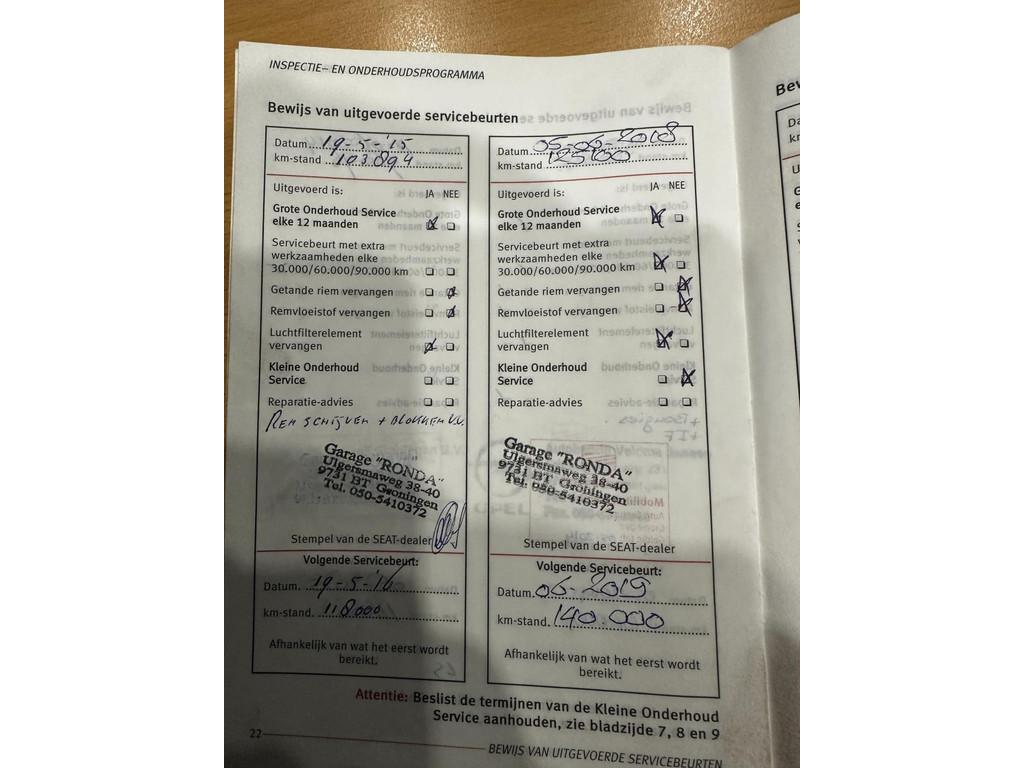 INSPECTIE- EN ONDERHOUDSPROGRAMMA
Bewijs van uitgevoerde servicebeurten
Datum...19-5-'15
km-stand ...103.894
Uitgevoerd is: JA NEE
Grote Onderhoud Service
elke 12 maanden
Servicebeurt met extra
werkzaamheden elke
30.000/60.000/90.000 km
Getande riem vervangen
Remvloeistof vervangen
Luchtfilterelement
vervangen
Kleine Onderhoud
Service
Reparatie-advies
REM SCHIJVEN + BLOKKEN
Garage "RONDA"
Ulgersmaweg 38-40
9731 BT Groningen
Tel. 050-5410372
Stempel van de SEAT-dealer
Volgende Servicebeurt:
Datum. 19-5-'16
km-stand. 118000
Afhankelijk van wat het eerst wordt
bereikt.
Datum 05-06-2018
km-stand 125100
Uitgevoerd is: JA NEE
Grote Onderhoud Service
elke 12 maanden
Servicebeurt met extra
werkzaamheden elke
30.000/60.000/90.000 km
Getande riem vervangen
Remvloeistof vervangen
Luchtfilterelement
vervangen
Kleine Onderhoud
Service
Reparatie-advies
Garage "RONDA"
Ulgersmaweg 38-40
9731 BT Groningen
Tel. 050-5410372
Stempel van de SEAT-dealer
Volgende Servicebeurt:
Datum. 06-2019
km-stand. 140.000
Afhankelijk van wat het eerst wordt
bereikt.
Attentie: Beslist de termijnen van de Kleine Onderhoud
Service aanhouden, zie bladzijde 7, 8 en 9
22
BEWIJS VAN UITGEVOERDE SERVICEBEURTEN